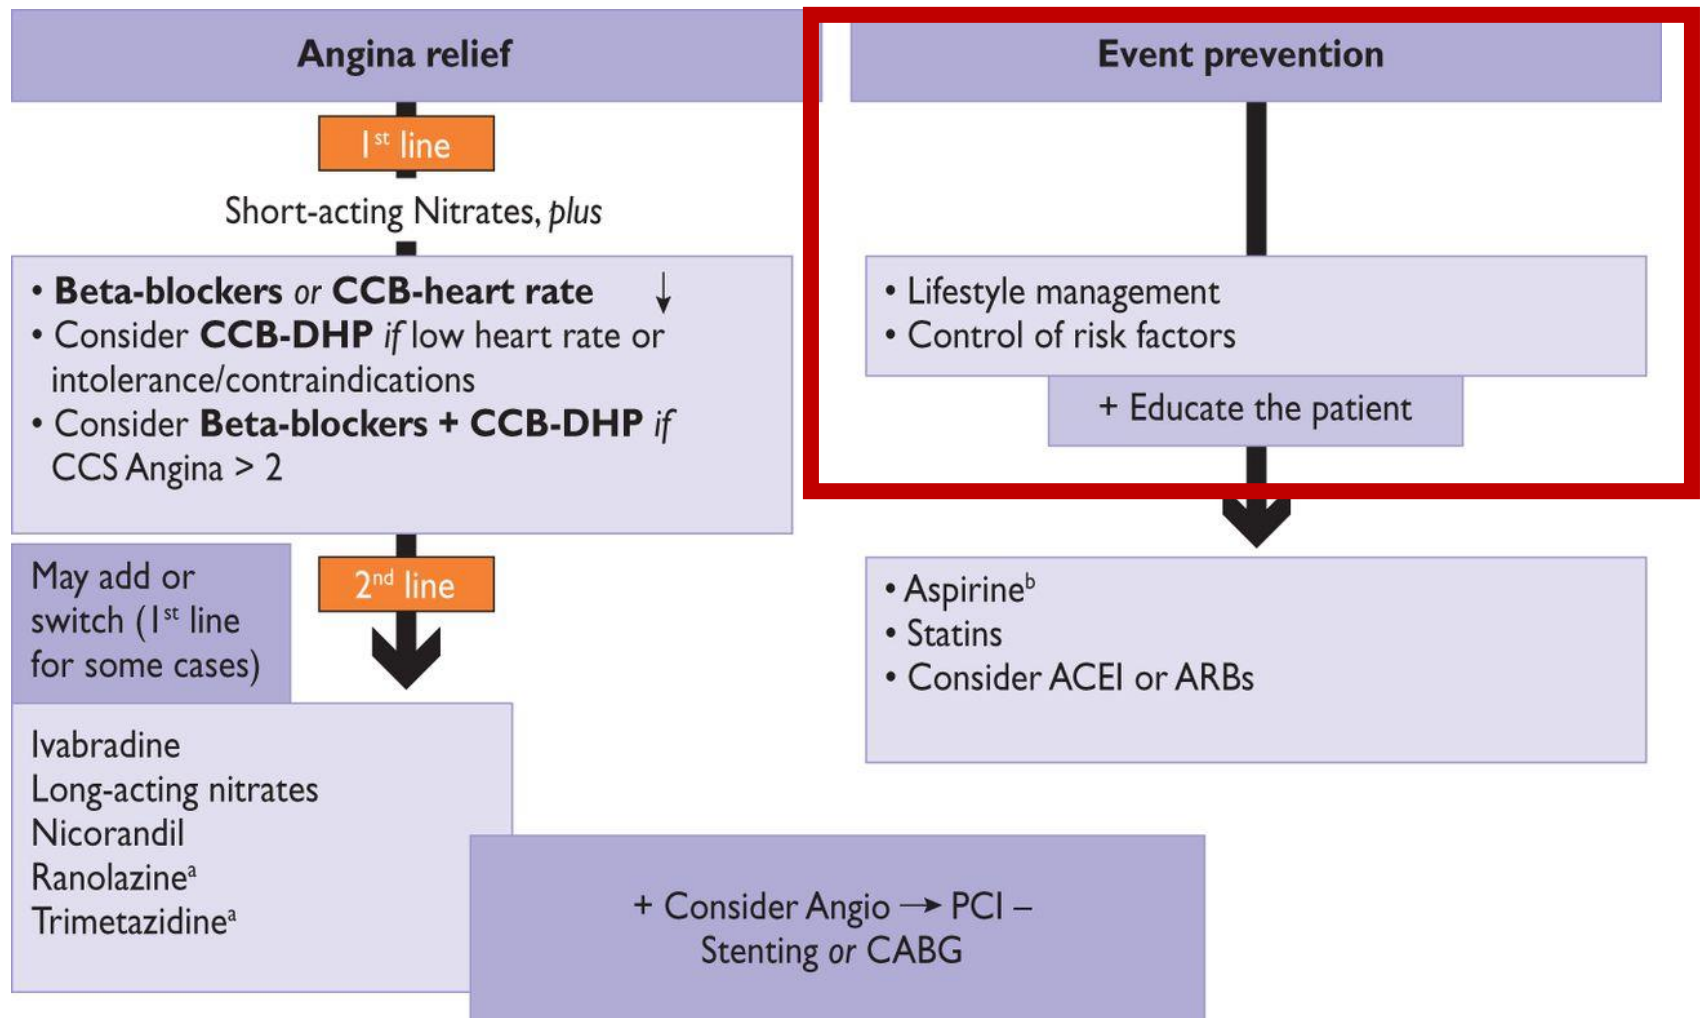 Angina relief
1st line
Short-acting Nitrates, plus
• Beta-blockers or CCB-heart rate ↓
• Consider CCB-DHP if low heart rate or
intolerance/contraindications
• Consider Beta-blockers + CCB-DHP if
CCS Angina > 2
May add or
switch (1st line
for some cases)
2nd line
Ivabradine
Long-acting nitrates
Nicorandil
Ranolazineᵃ
Trimetazidineᵃ
Event prevention
• Lifestyle management
• Control of risk factors
+ Educate the patient
• Aspirineᵇ
• Statins
• Consider ACEI or ARBs
+ Consider Angio → PCI –
Stenting or CABG